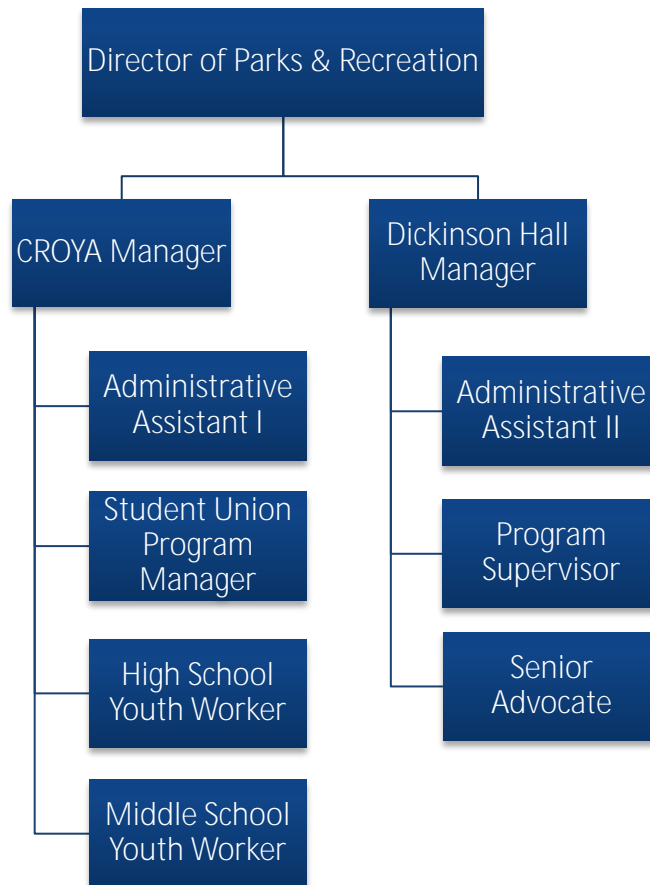 Director of Parks & Recreation
CROYA Manager
Dickinson Hall
Manager
Administrative
Assistant I
Student Union
Program
Manager
High School
Youth Worker
Middle School
Youth Worker
Administrative
Assistant II
Program
Supervisor
Senior
Advocate